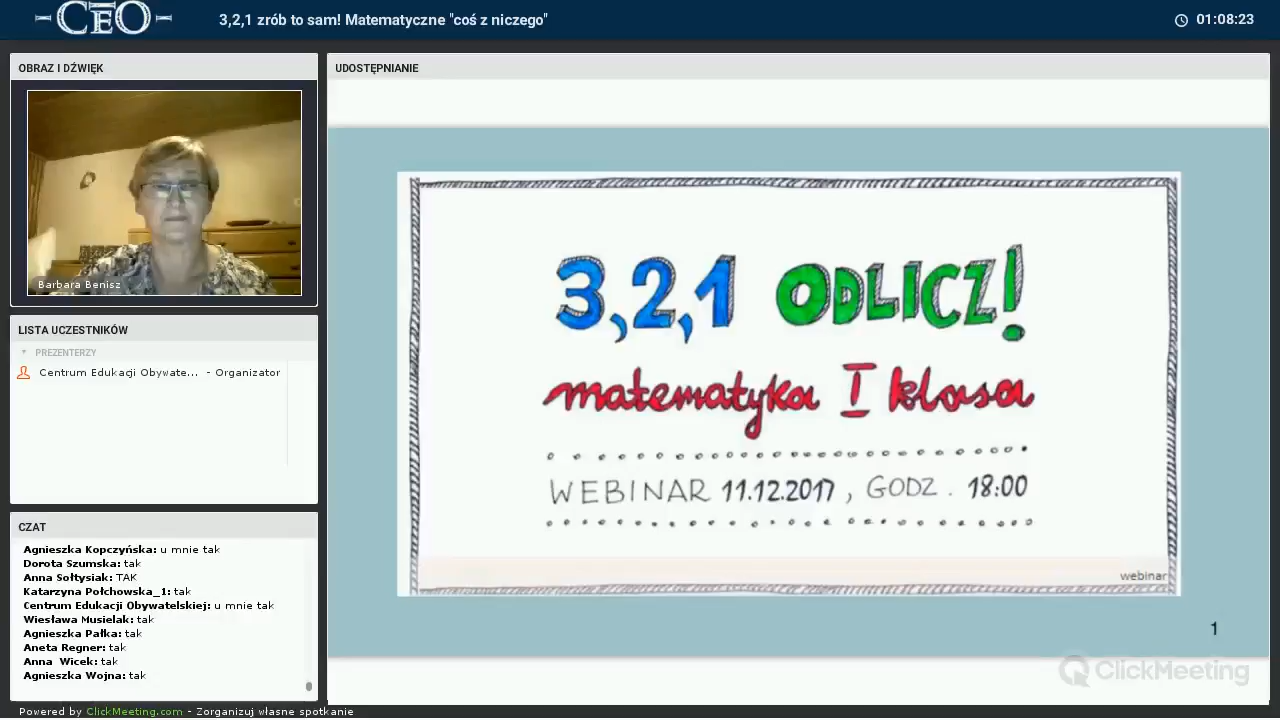 CEO
3,2,1 zrób to sam! Matematyczne "coś z niczego"
01:08:23
OBRAZ I DŹWIĘK
Barbara Benisz
LISTA UCZESTNIKÓW
PREZENTERZY
Centrum Edukacji Obywate... - Organizator
CZAT
Agnieszka Kopczyńska: u mnie tak
Dorota Szumska: tak
Anna Sołtysiak: TAK
Katarzyna Połchowska_1: tak
Centrum Edukacji Obywatelskiej: u mnie tak
Wiesława Musielak: tak
Agnieszka Pałka: tak
Aneta Regner: tak
Anna Wicek: tak
Agnieszka Wojna: tak
UDOSTĘPNIANIE
3,2,1 ODLICZ!
matematyka I klasa
WEBINAR 11.12.2017, GODZ. 18:00
webinar
1
ClickMeeting
Powered by ClickMeeting.com - Zorganizuj własne spotkanie